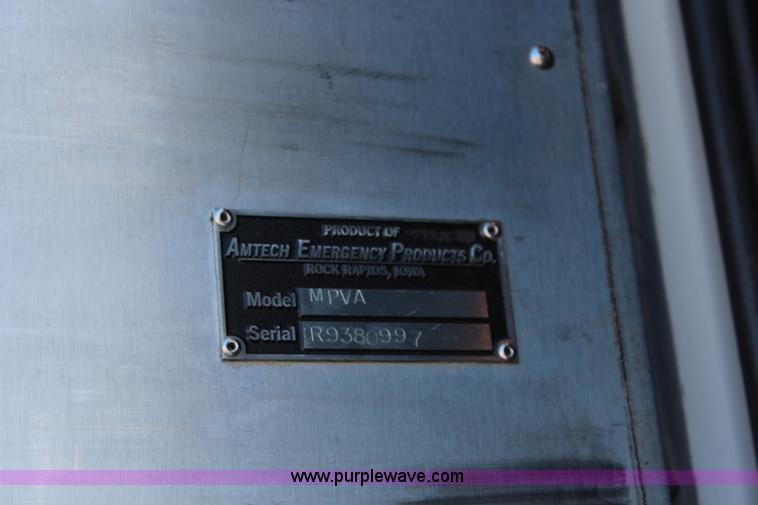 PRODUCT OF
AMTECH EMERGENCY PRODUCTS CO.
ROCK RAPIDS, IOWA
Model MPVA
Serial R9380997
www.purplewave.com